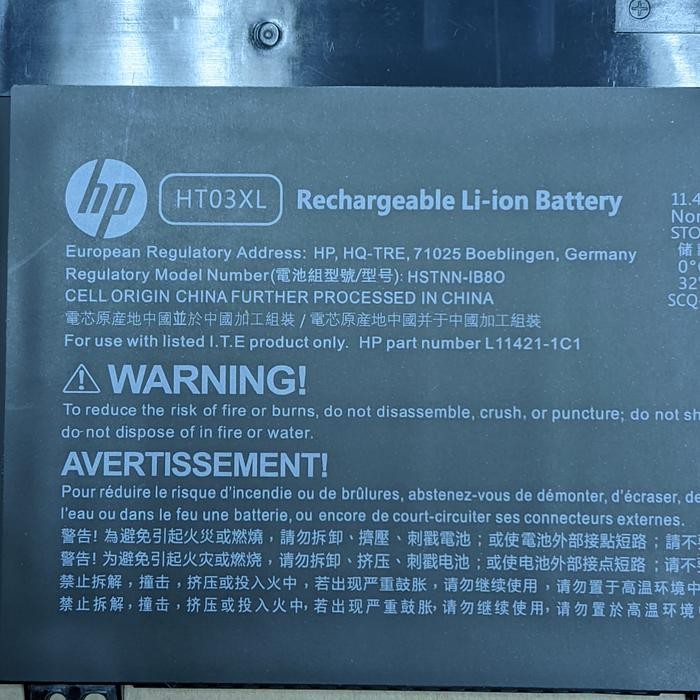 hp HT03XL Rechargeable Li-ion Battery
European Regulatory Address: HP, HQ-TRE, 71025 Boeblingen, Germany
Regulatory Model Number(電池組型號/型号): HSTNN-IB8O
CELL ORIGIN CHINA FURTHER PROCESSED IN CHINA
電芯原産地中國並於中國加工組裝 / 電芯原産地中國并于中國加工組裝
For use with listed I.T.E product only. HP part number L11421-1C1
WARNING!
To reduce the risk of fire or burns, do not disassemble, crush, or puncture; do not sh
do not dispose of in fire or water.
AVERTISSEMENT!
Pour réduire le risque d'incendie ou de brûlures, abstenez-vous de démonter, d'écraser, de
l'eau ou dans le feu une batterie, ou encore de court-circuiter ses connecteurs externes.
警告! 為避免引起火災或燃燒，請勿拆卸、擠壓、刺戳電池；或使電池外部接點短路；請不
警告! 为避免引起火灾或燃烧，请勿拆卸、挤压、刺戳电池；或使电池外部接点短路；请不
禁止拆解，撞击，挤压或投入火中，若出现严重鼓胀，请勿继续使用，请勿置于高温环境中
禁止拆解，撞击，挤压或投入火中，若出现严重鼓胀，请勿继续使用，请勿置於高温环境
11.4
Nor
STO
儲
0°
32°
SCQ